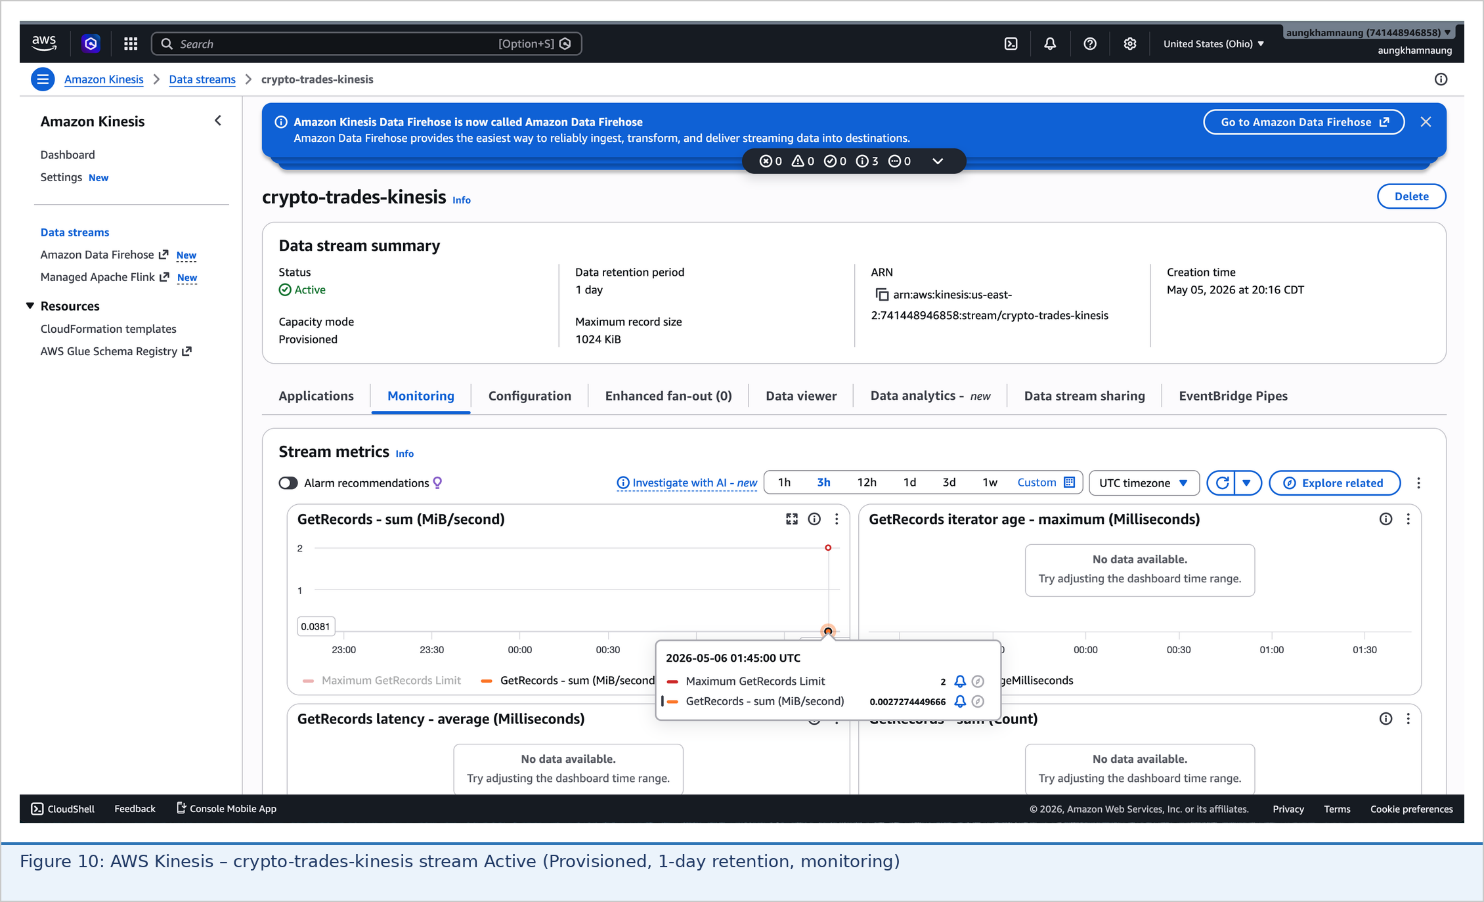 aws
Search
[Option+S]
United States (Ohio) ▼
aungkhamnaung (741448946858) ▼
aungkhamnaung
Amazon Kinesis > Data streams > crypto-trades-kinesis
Amazon Kinesis
Dashboard
Settings New
Data streams
Amazon Data Firehose New
Managed Apache Flink New
▼ Resources
CloudFormation templates
AWS Glue Schema Registry
Amazon Kinesis Data Firehose is now called Amazon Data Firehose
Amazon Data Firehose provides the easiest way to reliably ingest, transform, and deliver streaming data into destinations.
Go to Amazon Data Firehose
0 0 0 3 0
crypto-trades-kinesis Info
Delete
Data stream summary
Status
Active
Capacity mode
Provisioned
Data retention period
1 day
Maximum record size
1024 KiB
ARN
arn:aws:kinesis:us-east-
2:741448946858:stream/crypto-trades-kinesis
Creation time
May 05, 2026 at 20:16 CDT
Applications
Monitoring
Configuration
Enhanced fan-out (0)
Data viewer
Data analytics - new
Data stream sharing
EventBridge Pipes
Stream metrics Info
Alarm recommendations
Investigate with AI - new
1h 3h 12h 1d 3d 1w Custom
UTC timezone ▼
Explore related
GetRecords - sum (MiB/second)
2
1
0.0381
23:00 23:30 00:00 00:30
Maximum GetRecords Limit GetRecords - sum (MiB/second
GetRecords iterator age - maximum (Milliseconds)
No data available.
Try adjusting the dashboard time range.
00:00 00:30 01:00 01:30
geMilliseconds
2026-05-06 01:45:00 UTC
Maximum GetRecords Limit 2
GetRecords - sum (MiB/second) 0.0027274449666
GetRecords latency - average (Milliseconds)
No data available.
Try adjusting the dashboard time range.
GetRecords - sum (Count)
No data available.
Try adjusting the dashboard time range.
CloudShell Feedback Console Mobile App
© 2026, Amazon Web Services, Inc. or its affiliates. Privacy Terms Cookie preferences
Figure 10: AWS Kinesis – crypto-trades-kinesis stream Active (Provisioned, 1-day retention, monitoring)